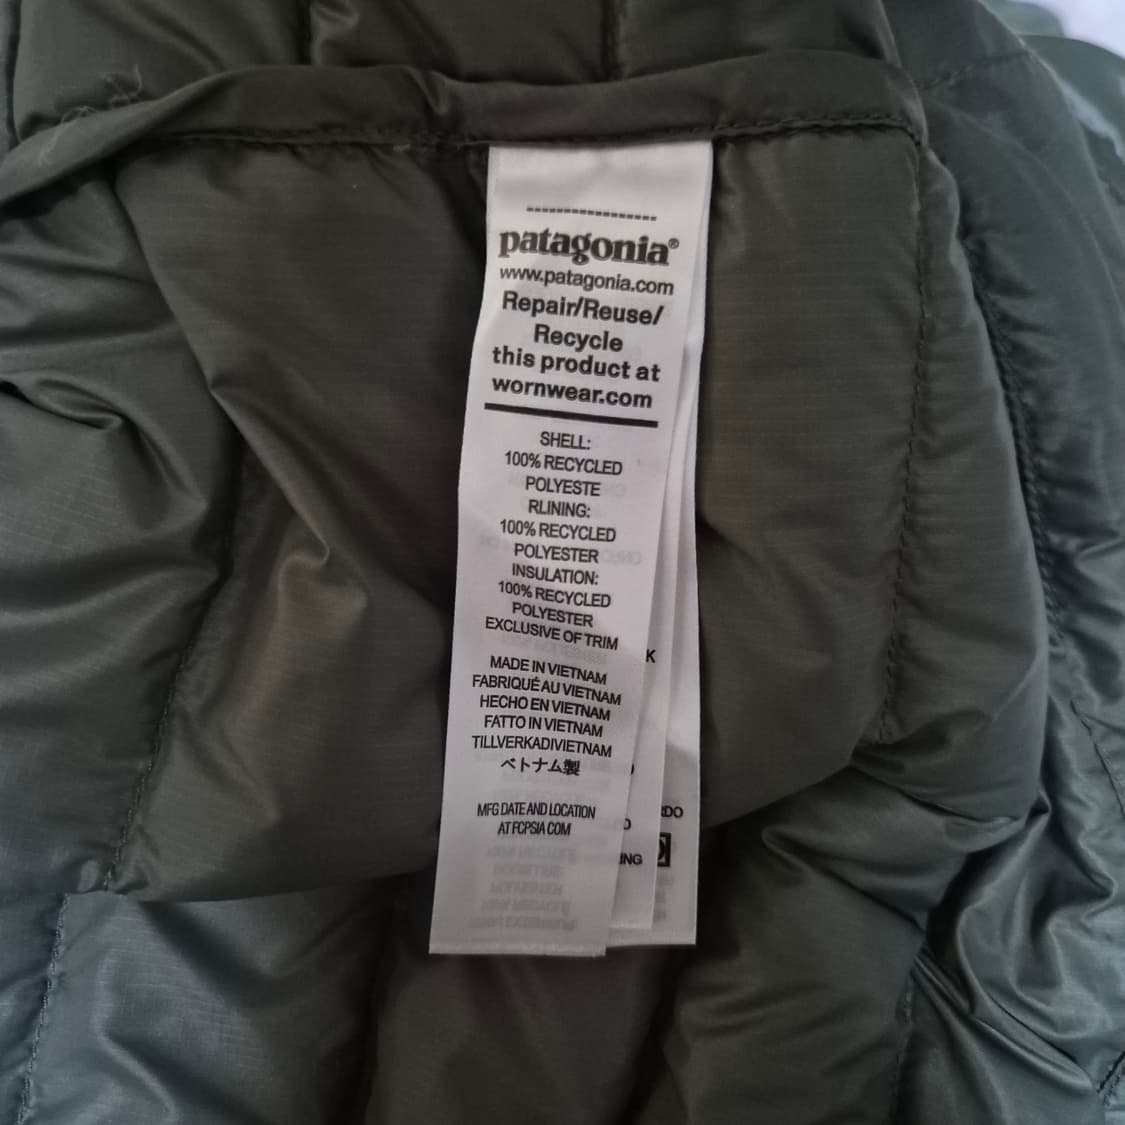 patagonia®
www.patagonia.com
Repair/Reuse/
Recycle
this product at
wornwear.com
SHELL:
100% RECYCLED
POLYESTE
RLINING:
100% RECYCLED
POLYESTER
INSULATION:
100% RECYCLED
POLYESTER
EXCLUSIVE OF TRIM
MADE IN VIETNAM
FABRIQUÉ AU VIETNAM
HECHO EN VIETNAM
FATTO IN VIETNAM
TILLVERKADIVIETNAM
ベトナム製
MFG DATE AND LOCATION
AT FCPSIA COM